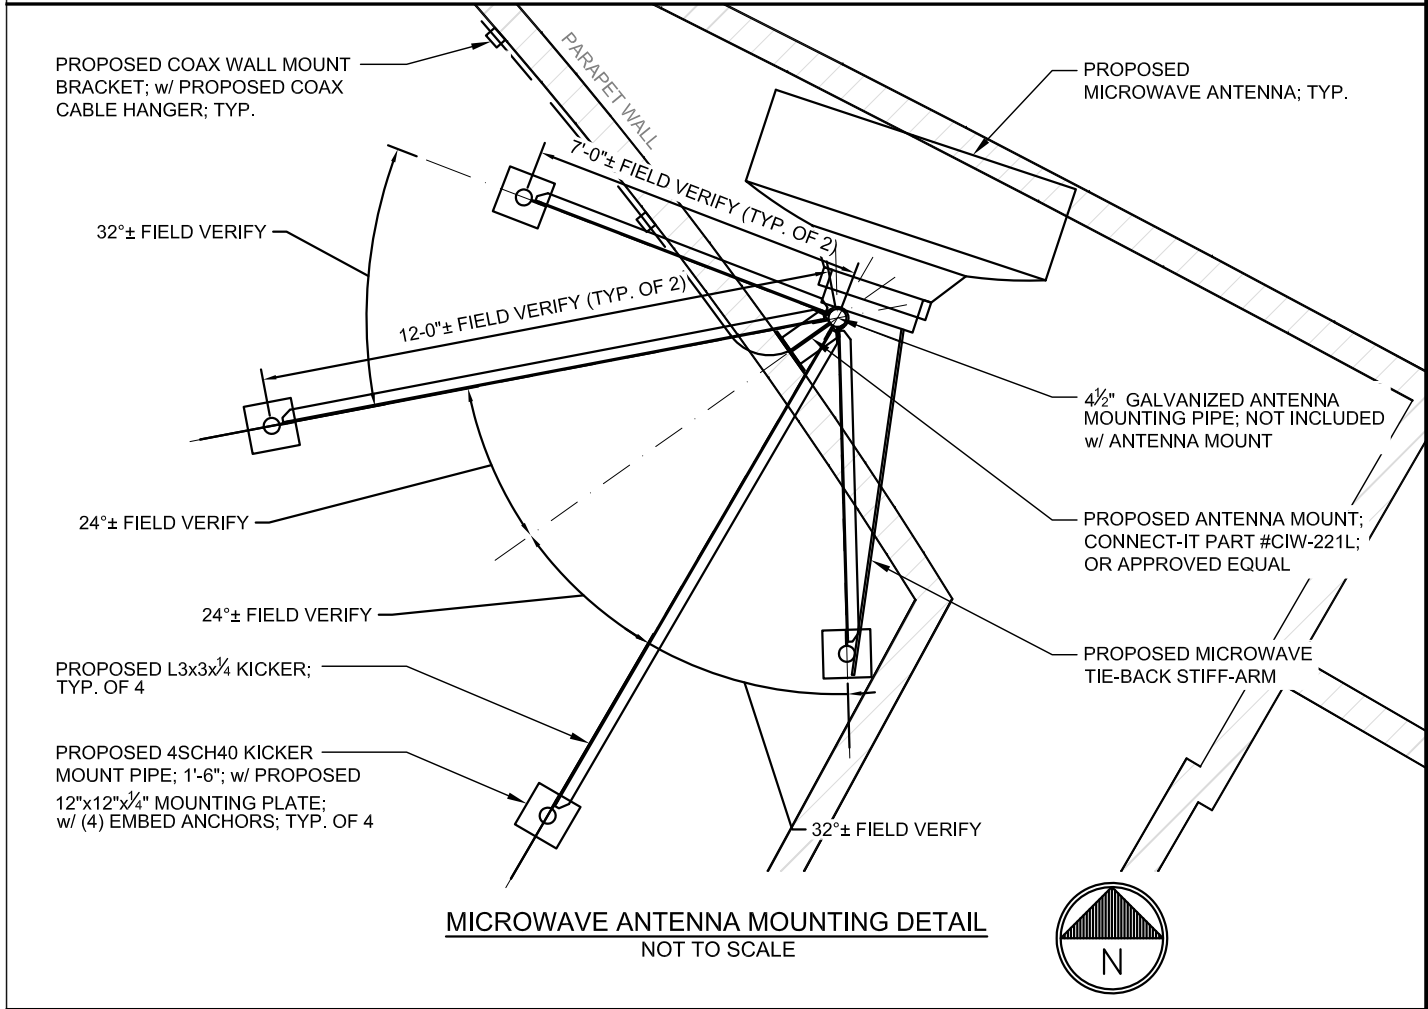 PROPOSED COAX WALL MOUNT
BRACKET; w/ PROPOSED COAX
CABLE HANGER; TYP.
PARAPET WALL
PROPOSED
MICROWAVE ANTENNA; TYP.
7'-0"± FIELD VERIFY (TYP. OF 2)
32°± FIELD VERIFY
12-0"± FIELD VERIFY (TYP. OF 2)
4½" GALVANIZED ANTENNA
MOUNTING PIPE; NOT INCLUDED
w/ ANTENNA MOUNT
24°± FIELD VERIFY
PROPOSED ANTENNA MOUNT;
CONNECT-IT PART #CIW-221L;
OR APPROVED EQUAL
24°± FIELD VERIFY
PROPOSED L3x3x¼ KICKER;
TYP. OF 4
PROPOSED MICROWAVE
TIE-BACK STIFF-ARM
PROPOSED 4SCH40 KICKER
MOUNT PIPE; 1'-6"; w/ PROPOSED
12"x12"x¼" MOUNTING PLATE;
w/ (4) EMBED ANCHORS; TYP. OF 4
32°± FIELD VERIFY
MICROWAVE ANTENNA MOUNTING DETAIL
NOT TO SCALE
N